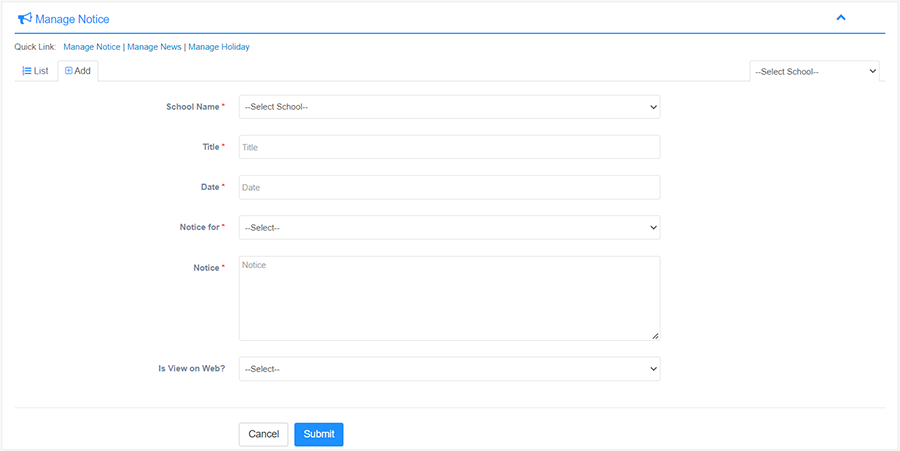 Manage Notice
Quick Link: Manage Notice | Manage News | Manage Holiday
List Add --Select School--
School Name * --Select School--
Title * Title
Date * Date
Notice for * --Select--
Notice * Notice
Is View on Web? --Select--
Cancel Submit